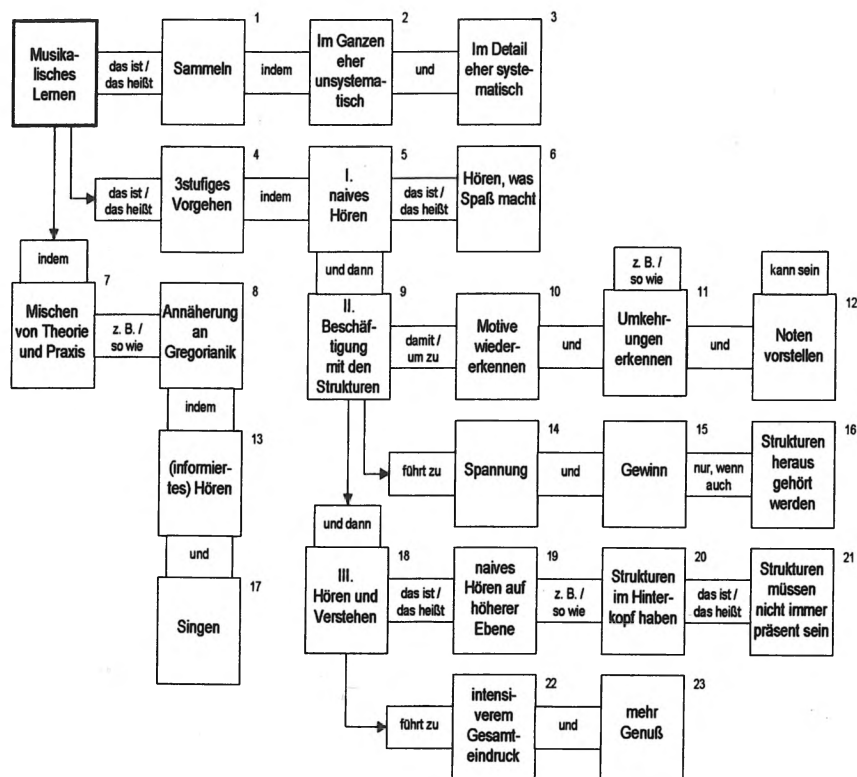 1
2
3
Musika-
lisches
Lernen
das ist /
das heißt
Sammeln
indem
Im Ganzen
eher
unsystema-
tisch
und
Im Detail
eher syste-
matisch
4
5
6
das ist /
das heißt
3stufiges
Vorgehen
indem
I.
naives
Hören
das ist /
das heißt
Hören, was
Spaß macht
indem
7
Mischen
von Theorie
und Praxis
z. B. /
so wie
8
Annäherung
an
Gregorianik
und dann
9
II.
Beschäf-
tigung
mit den
Strukturen
damit /
um zu
10
Motive
wieder-
erkennen
und
z. B. /
so wie
11
Umkehr-
rungen
erkennen
und
kann sein
12
Noten
vorstellen
indem
13
(informier-
tes) Hören
und
17
Singen
führt zu
14
Spannung
und
15
Gewinn
nur, wenn
auch
16
Strukturen
heraus
gehört
werden
und dann
18
III.
Hören und
Verstehen
das ist /
das heißt
19
naives
Hören auf
höherer
Ebene
z. B. /
so wie
20
Strukturen
im Hinter-
kopf haben
das ist /
das heißt
21
Strukturen
müssen
nicht immer
präsent sein
führt zu
22
intensi-
verem
Gesamt-
eindruck
und
23
mehr
Genuß